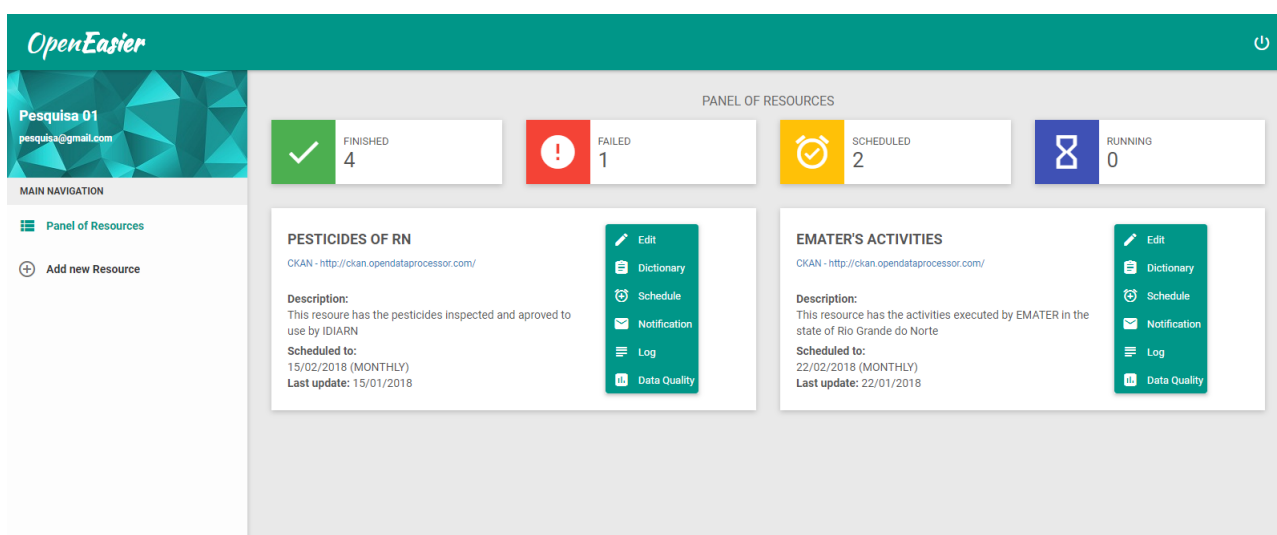 OpenEasier
Pesquisa 01
pesquisa@gmail.com
MAIN NAVIGATION
Panel of Resources
Add new Resource
PANEL OF RESOURCES
FINISHED
4
FAILED
1
SCHEDULED
2
RUNNING
0
PESTICIDES OF RN
CKAN - http://ckan.opendataprocessor.com/
Description:
This resoure has the pesticides inspected and aproved to
use by IDIARN
Scheduled to:
15/02/2018 (MONTHLY)
Last update: 15/01/2018
Edit
Dictionary
Schedule
Notification
Log
Data Quality
EMATER'S ACTIVITIES
CKAN - http://ckan.opendataprocessor.com/
Description:
This resource has the activities executed by EMATER in the
state of Rio Grande do Norte
Scheduled to:
22/02/2018 (MONTHLY)
Last update: 22/01/2018
Edit
Dictionary
Schedule
Notification
Log
Data Quality